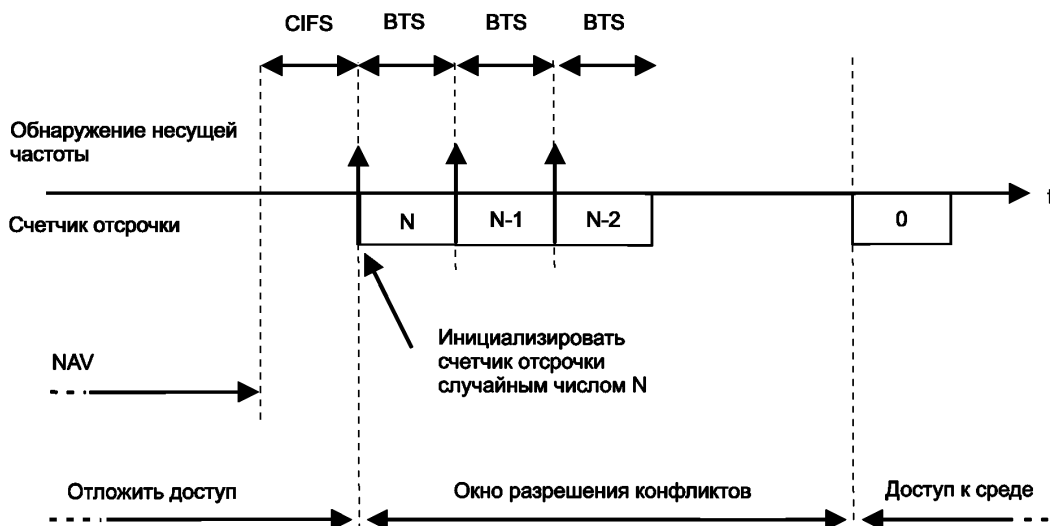 CIFS BTS BTS BTS
Обнаружение несущей
частоты
t
Счетчик отсрочки
N N-1 N-2 0
Инициализировать
счетчик отсрочки
случайным числом N
NAV
Отложить доступ Окно разрешения конфликтов Доступ к среде